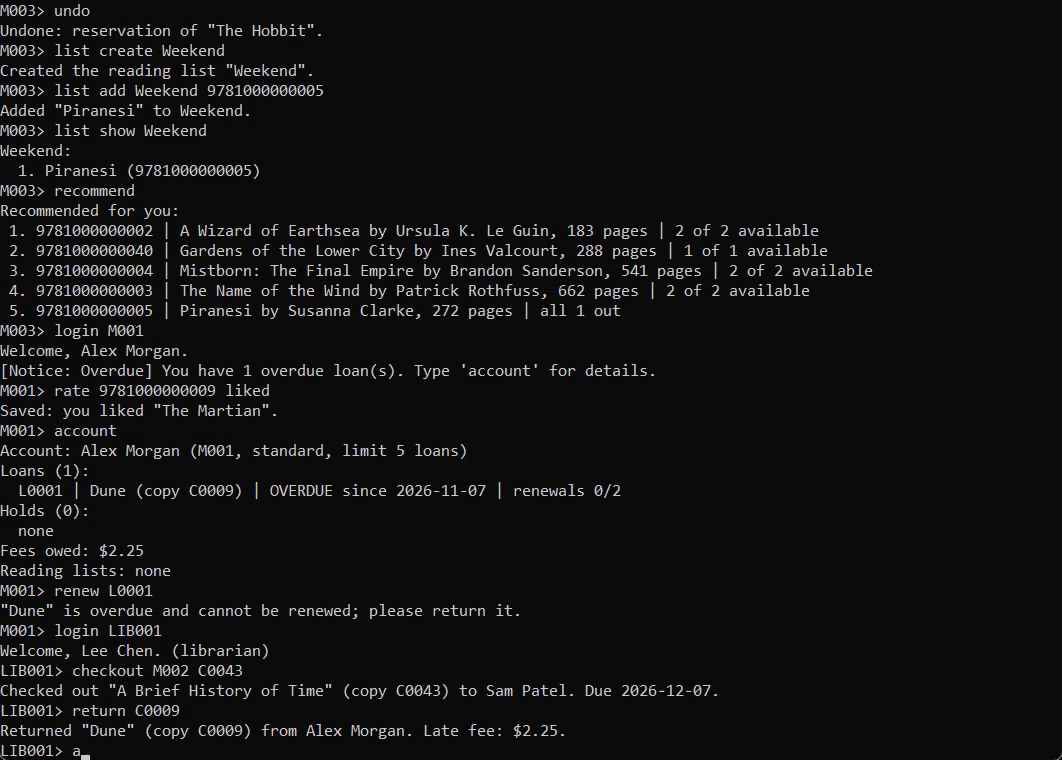 M003> undo
Undone: reservation of "The Hobbit".
M003> list create Weekend
Created the reading list "Weekend".
M003> list add Weekend 9781000000005
Added "Piranesi" to Weekend.
M003> list show Weekend
Weekend:
  1. Piranesi (9781000000005)
M003> recommend
Recommended for you:
 1. 9781000000002 | A Wizard of Earthsea by Ursula K. Le Guin, 183 pages | 2 of 2 available
 2. 9781000000040 | Gardens of the Lower City by Ines Valcourt, 288 pages | 1 of 1 available
 3. 9781000000004 | Mistborn: The Final Empire by Brandon Sanderson, 541 pages | 2 of 2 available
 4. 9781000000003 | The Name of the Wind by Patrick Rothfuss, 662 pages | 2 of 2 available
 5. 9781000000005 | Piranesi by Susanna Clarke, 272 pages | all 1 out
M003> login M001
Welcome, Alex Morgan.
[Notice: Overdue] You have 1 overdue loan(s). Type 'account' for details.
M001> rate 9781000000009 liked
Saved: you liked "The Martian".
M001> account
Account: Alex Morgan (M001, standard, limit 5 loans)
Loans (1):
  L0001 | Dune (copy C0009) | OVERDUE since 2026-11-07 | renewals 0/2
Holds (0):
  none
Fees owed: $2.25
Reading lists: none
M001> renew L0001
"Dune" is overdue and cannot be renewed; please return it.
M001> login LIB001
Welcome, Lee Chen. (librarian)
LIB001> checkout M002 C0043
Checked out "A Brief History of Time" (copy C0043) to Sam Patel. Due 2026-12-07.
LIB001> return C0009
Returned "Dune" (copy C0009) from Alex Morgan. Late fee: $2.25.
LIB001> a